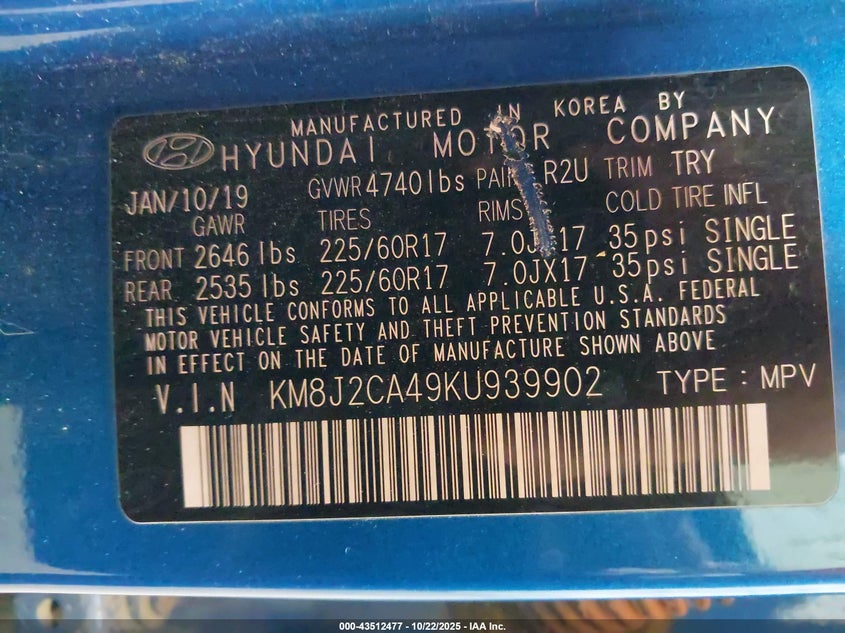 MANUFACTURED IN KOREA BY
HYUNDAI MOTOR COMPANY
JAN/10/19 GVWR 4740 lbs R2U TRIM TRY
GAWR TIRES RIMS COLD TIRE INFL
FRONT 2646 lbs 225/60R17 35psi SINGLE
REAR 2535 lbs 225/60R17 7.0JX17 35psi SINGLE
THIS VEHICLE CONFORMS TO ALL APPLICABLE U.S.A. FEDERAL
MOTOR VEHICLE SAFETY AND THEFT PREVENTION STANDARDS
IN EFFECT ON THE DATE OF MANUFACTURE SHOWN ABOVE
V.I.N KM8J2CA49KU939902 TYPE : MPV
000-43512477 - 10/22/2025 - IAA Inc.